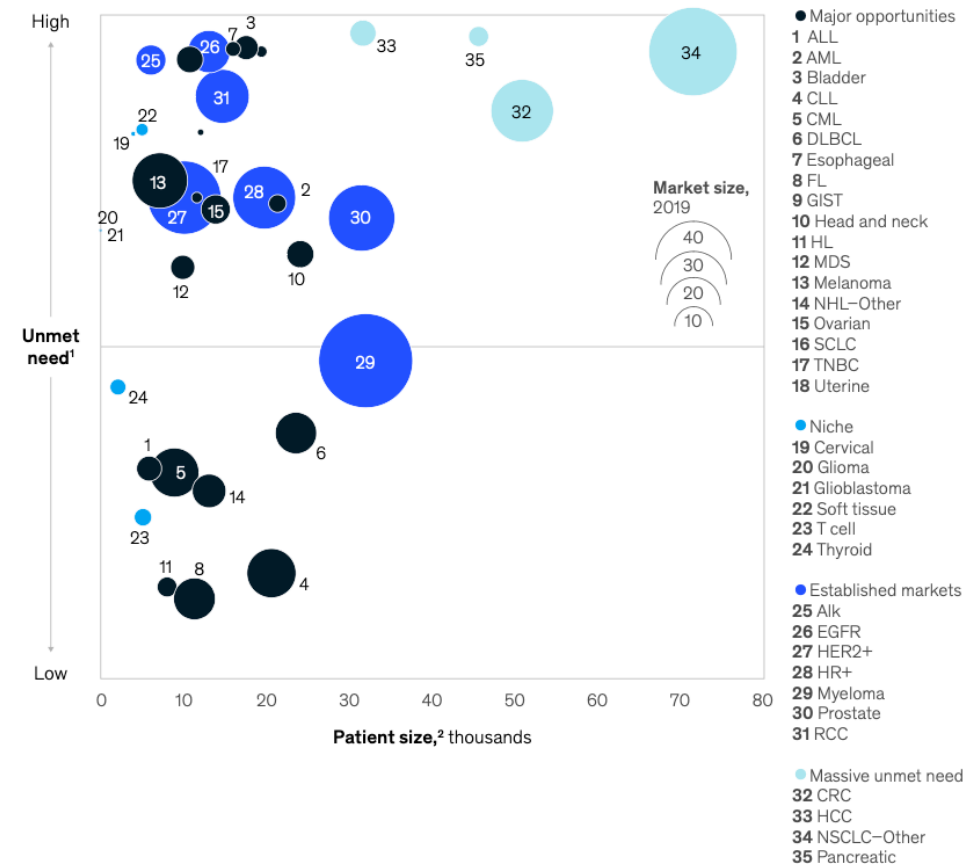 High
Unmet
need¹
Low
3
7
26
25
33
35
34
31
32
22
19
13
17
28
2
27
15
30
20
21
12
10
29
24
6
1
5
14
23
11
8
4
Market size,
2019
40
30
20
10
0 10 20 30 40 50 60 70 80
Patient size,² thousands
Major opportunities
1 ALL
2 AML
3 Bladder
4 CLL
5 CML
6 DLBCL
7 Esophageal
8 FL
9 GIST
10 Head and neck
11 HL
12 MDS
13 Melanoma
14 NHL–Other
15 Ovarian
16 SCLC
17 TNBC
18 Uterine
Niche
19 Cervical
20 Glioma
21 Glioblastoma
22 Soft tissue
23 T cell
24 Thyroid
Established markets
25 Alk
26 EGFR
27 HER2+
28 HR+
29 Myeloma
30 Prostate
31 RCC
Massive unmet need
32 CRC
33 HCC
34 NSCLC–Other
35 Pancreatic